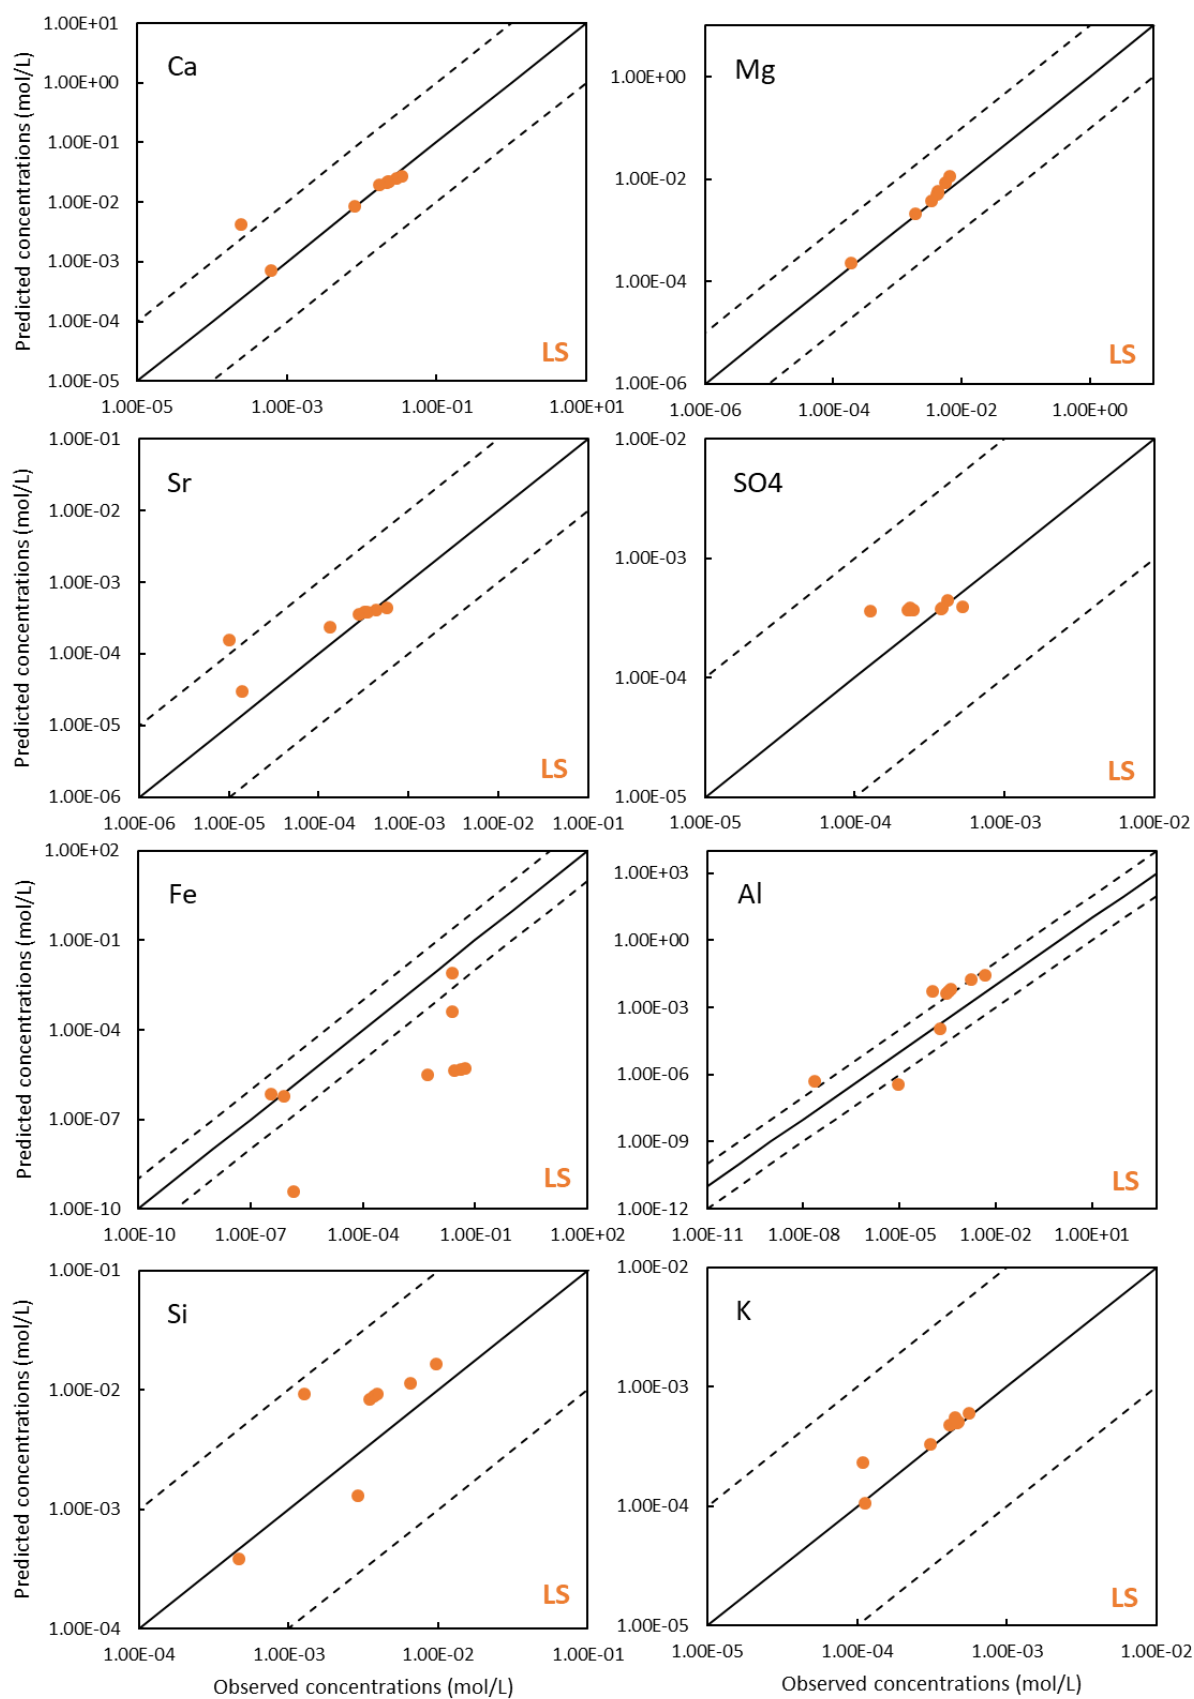 Predicted concentrations (mol/L)
1.00E+01
1.00E+00
1.00E-01
1.00E-02
1.00E-03
1.00E-04
1.00E-05
Ca
LS
1.00E-05 1.00E-03 1.00E-01 1.00E+01
1.00E+00
1.00E-02
1.00E-04
1.00E-06
Mg
LS
1.00E-06 1.00E-04 1.00E-02 1.00E+00
Predicted concentrations (mol/L)
1.00E-01
1.00E-02
1.00E-03
1.00E-04
1.00E-05
1.00E-06
Sr
LS
1.00E-06 1.00E-05 1.00E-04 1.00E-03 1.00E-02 1.00E-01
1.00E-02
1.00E-03
1.00E-04
1.00E-05
SO4
LS
1.00E-05 1.00E-04 1.00E-03 1.00E-02
Predicted concentrations (mol/L)
1.00E+02
1.00E-01
1.00E-04
1.00E-07
1.00E-10
Fe
LS
1.00E-10 1.00E-07 1.00E-04 1.00E-01 1.00E+02
1.00E+03
1.00E+00
1.00E-03
1.00E-06
1.00E-09
1.00E-12
Al
LS
1.00E-11 1.00E-08 1.00E-05 1.00E-02 1.00E+01
Predicted concentrations (mol/L)
1.00E-01
1.00E-02
1.00E-03
1.00E-04
Si
LS
1.00E-04 1.00E-03 1.00E-02 1.00E-01
Observed concentrations (mol/L)
1.00E-02
1.00E-03
1.00E-04
1.00E-05
K
LS
1.00E-05 1.00E-04 1.00E-03 1.00E-02
Observed concentrations (mol/L)